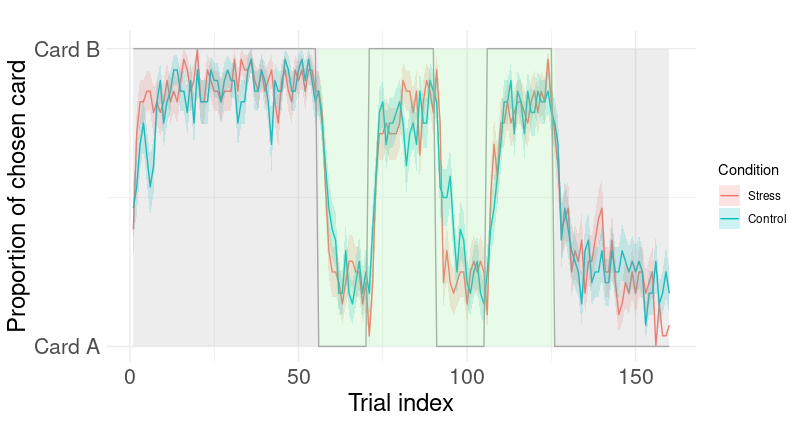 Proportion of chosen card
Card B
Card A
0
50
100
150
Trial index
Condition
Stress
Control